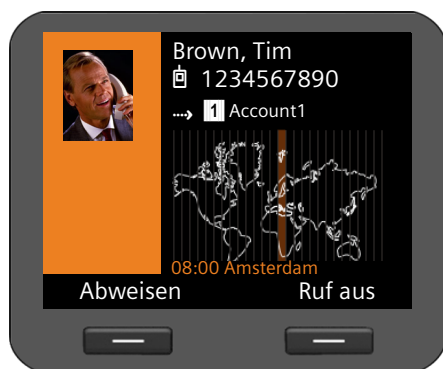 Brown, Tim
1234567890
1 Account1
08:00 Amsterdam
Abweisen Ruf aus